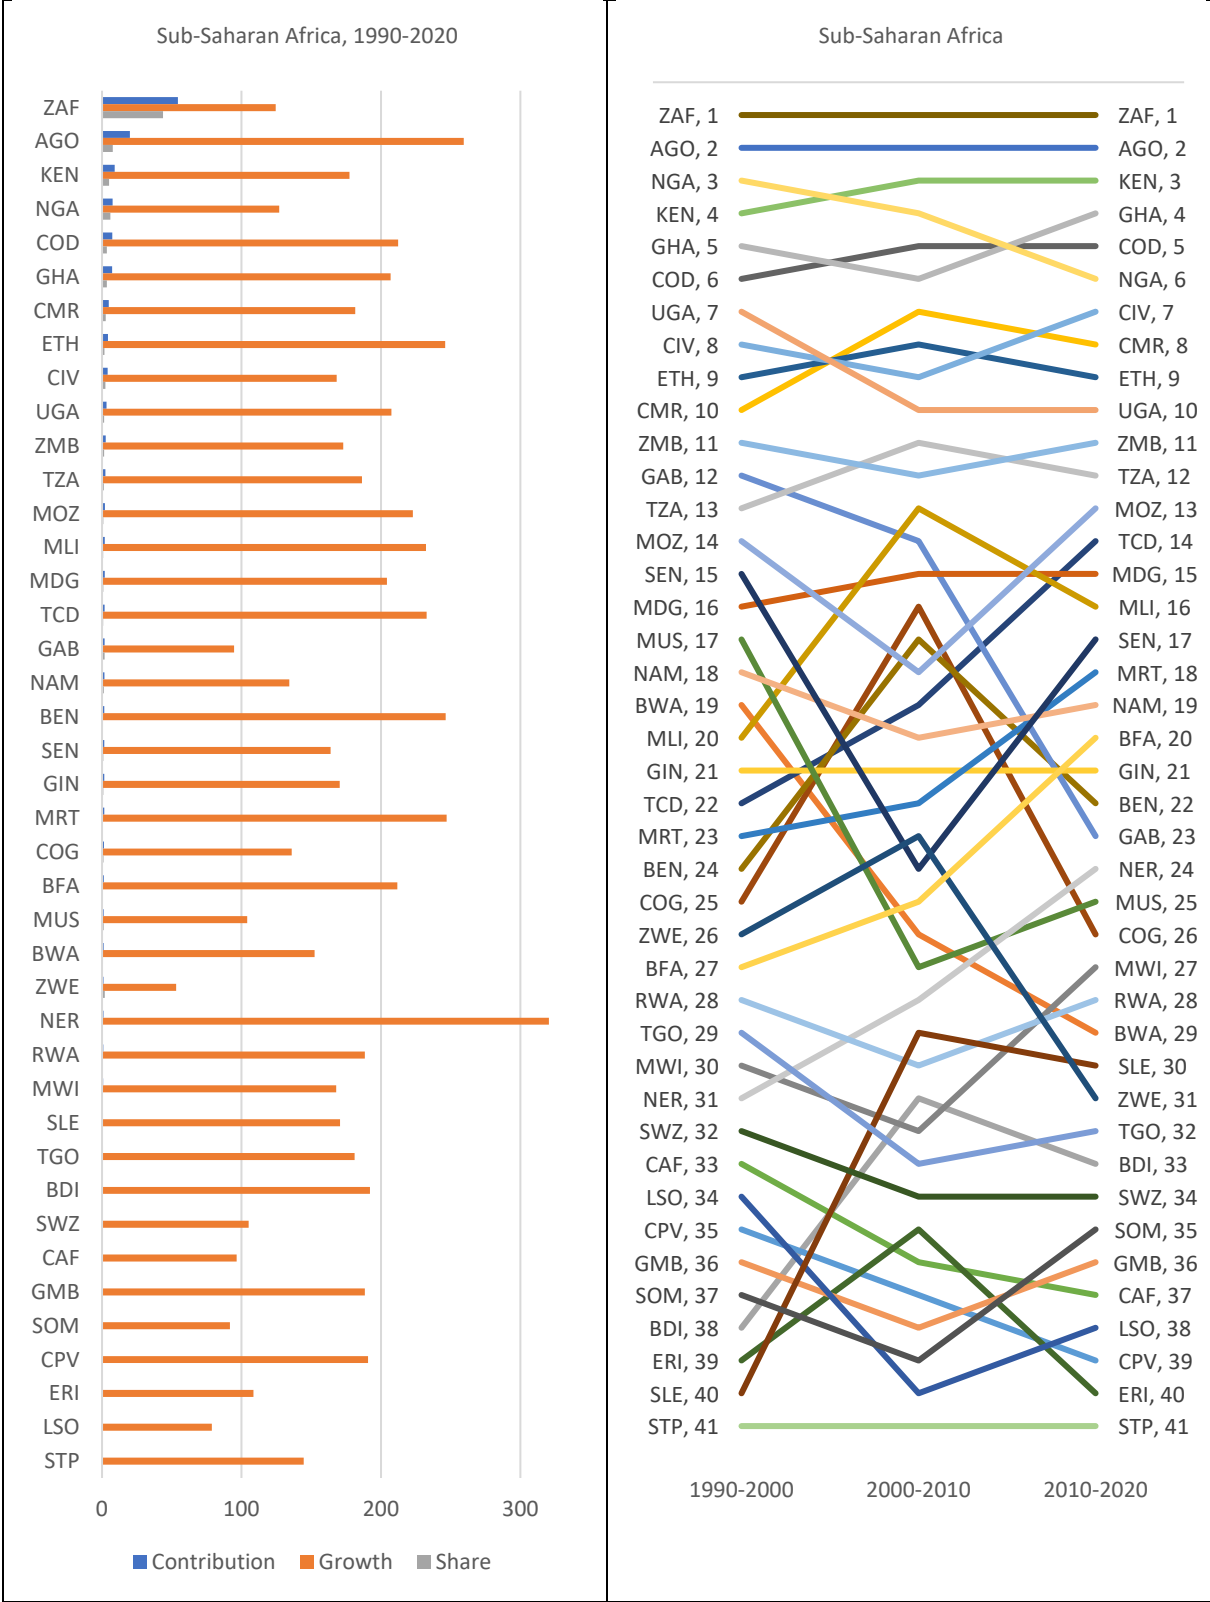 Sub-Saharan Africa, 1990-2020
ZAF
AGO
KEN
NGA
COD
GHA
CMR
ETH
CIV
UGA
ZMB
TZA
MOZ
MLI
MDG
TCD
GAB
NAM
BEN
SEN
GIN
MRT
COG
BFA
MUS
BWA
ZWE
NER
RWA
MWI
SLE
TGO
BDI
SWZ
CAF
GMB
SOM
CPV
ERI
LSO
STP
0 100 200 300
Contribution Growth Share
Sub-Saharan Africa
ZAF, 1 ZAF, 1
AGO, 2 AGO, 2
NGA, 3 KEN, 3
KEN, 4 GHA, 4
GHA, 5 COD, 5
COD, 6 NGA, 6
UGA, 7 CIV, 7
CIV, 8 CMR, 8
ETH, 9 ETH, 9
CMR, 10 UGA, 10
ZMB, 11 ZMB, 11
GAB, 12 TZA, 12
TZA, 13 MOZ, 13
MOZ, 14 TCD, 14
SEN, 15 MDG, 15
MDG, 16 MLI, 16
MUS, 17 SEN, 17
NAM, 18 MRT, 18
BWA, 19 NAM, 19
MLI, 20 BFA, 20
GIN, 21 GIN, 21
TCD, 22 BEN, 22
MRT, 23 GAB, 23
BEN, 24 NER, 24
COG, 25 MUS, 25
ZWE, 26 COG, 26
BFA, 27 MWI, 27
RWA, 28 RWA, 28
TGO, 29 BWA, 29
MWI, 30 SLE, 30
NER, 31 ZWE, 31
SWZ, 32 TGO, 32
CAF, 33 BDI, 33
LSO, 34 SWZ, 34
CPV, 35 SOM, 35
GMB, 36 GMB, 36
SOM, 37 CAF, 37
BDI, 38 LSO, 38
ERI, 39 CPV, 39
SLE, 40 ERI, 40
STP, 41 STP, 41
1990-2000 2000-2010 2010-2020